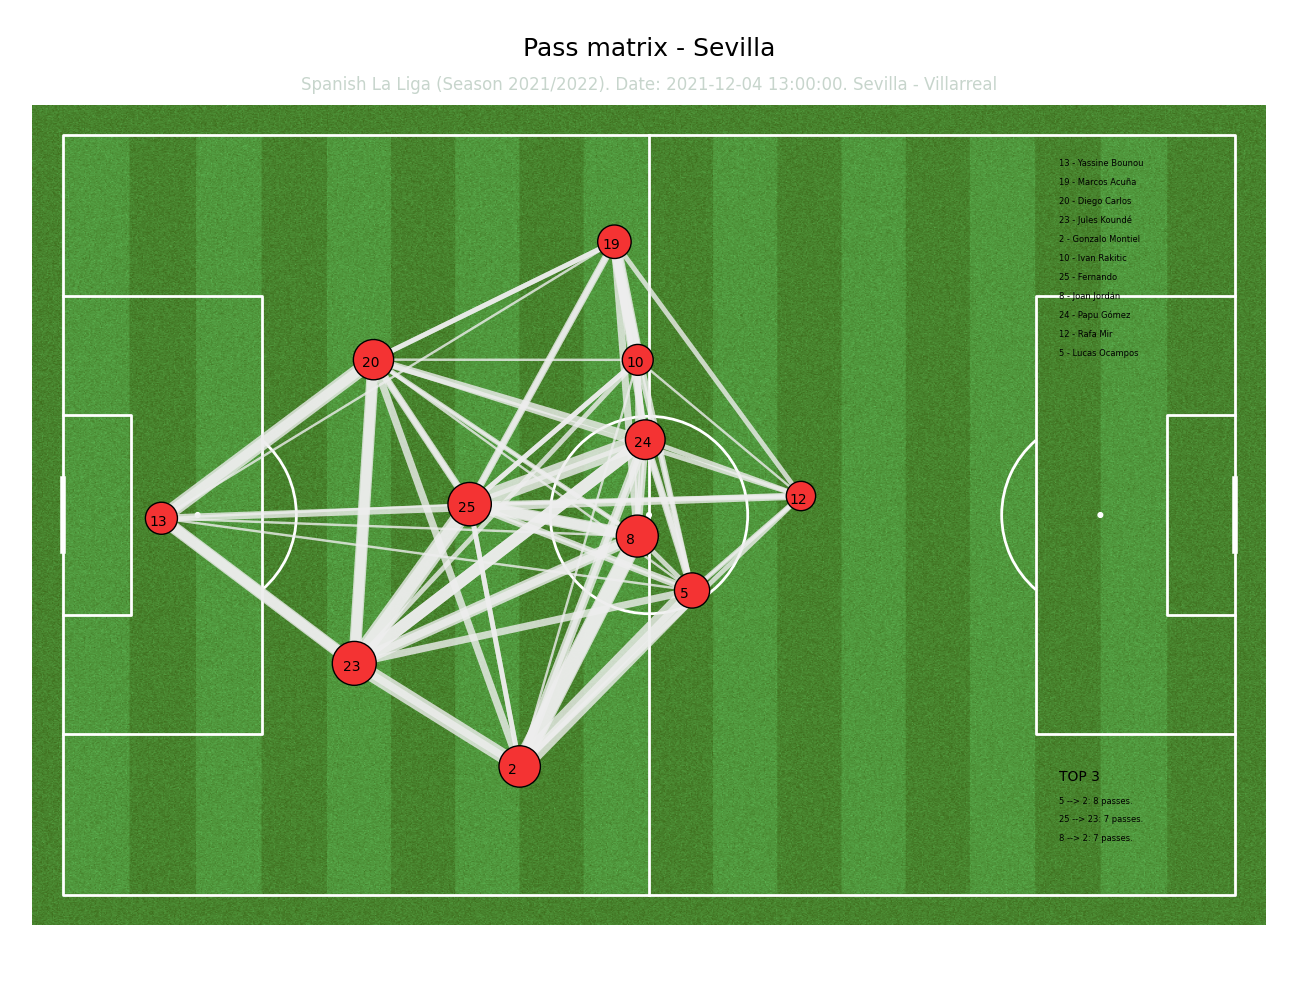 Pass matrix - Sevilla
Spanish La Liga (Season 2021/2022). Date: 2021-12-04 13:00:00. Sevilla - Villarreal
13 - Yassine Bounou
19 - Marcos Acuña
20 - Diego Carlos
23 - Jules Koundé
2 - Gonzalo Montiel
10 - Ivan Rakitic
25 - Fernando
8 - Joan Jordán
24 - Papu Gómez
12 - Rafa Mir
5 - Lucas Ocampos
19
20
10
24
12
25
13
8
5
23
2
TOP 3
5 --> 2: 8 passes.
25 --> 23: 7 passes.
8 --> 2: 7 passes.